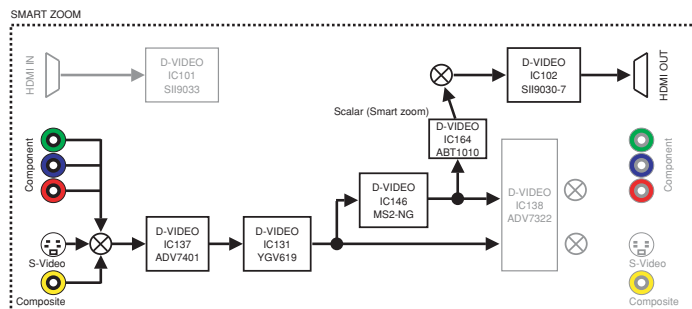 SMART ZOOM
HDMI IN
D-VIDEO
IC101
SII9033
D-VIDEO
IC102
SII9030-7
HDMI OUT
Scalar (Smart zoom)
D-VIDEO
IC164
ABT1010
Component
D-VIDEO
IC146
MS2-NG
D-VIDEO
IC138
ADV7322
Component
S-Video
D-VIDEO
IC137
ADV7401
D-VIDEO
IC131
YGV619
S-Video
Composite
Composite